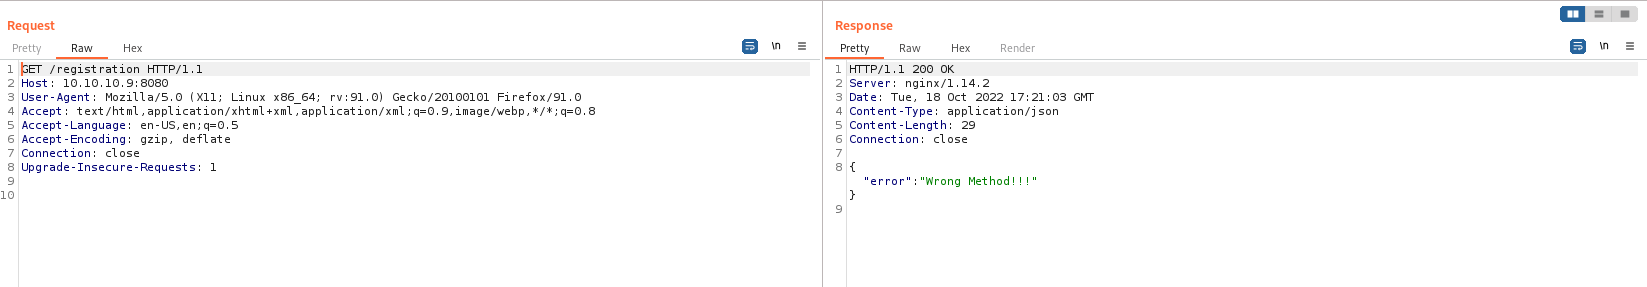 Request
Pretty Raw Hex \n
1 GET /registration HTTP/1.1
2 Host: 10.10.10.9:8080
3 User-Agent: Mozilla/5.0 (X11; Linux x86_64; rv:91.0) Gecko/20100101 Firefox/91.0
4 Accept: text/html,application/xhtml+xml,application/xml;q=0.9,image/webp,*/*;q=0.8
5 Accept-Language: en-US,en;q=0.5
6 Accept-Encoding: gzip, deflate
7 Connection: close
8 Upgrade-Insecure-Requests: 1
9
10
Response
Pretty Raw Hex Render \n
1 HTTP/1.1 200 OK
2 Server: nginx/1.14.2
3 Date: Tue, 18 Oct 2022 17:21:03 GMT
4 Content-Type: application/json
5 Content-Length: 29
6 Connection: close
7
8 {
"error":"Wrong Method!!!"
}
9